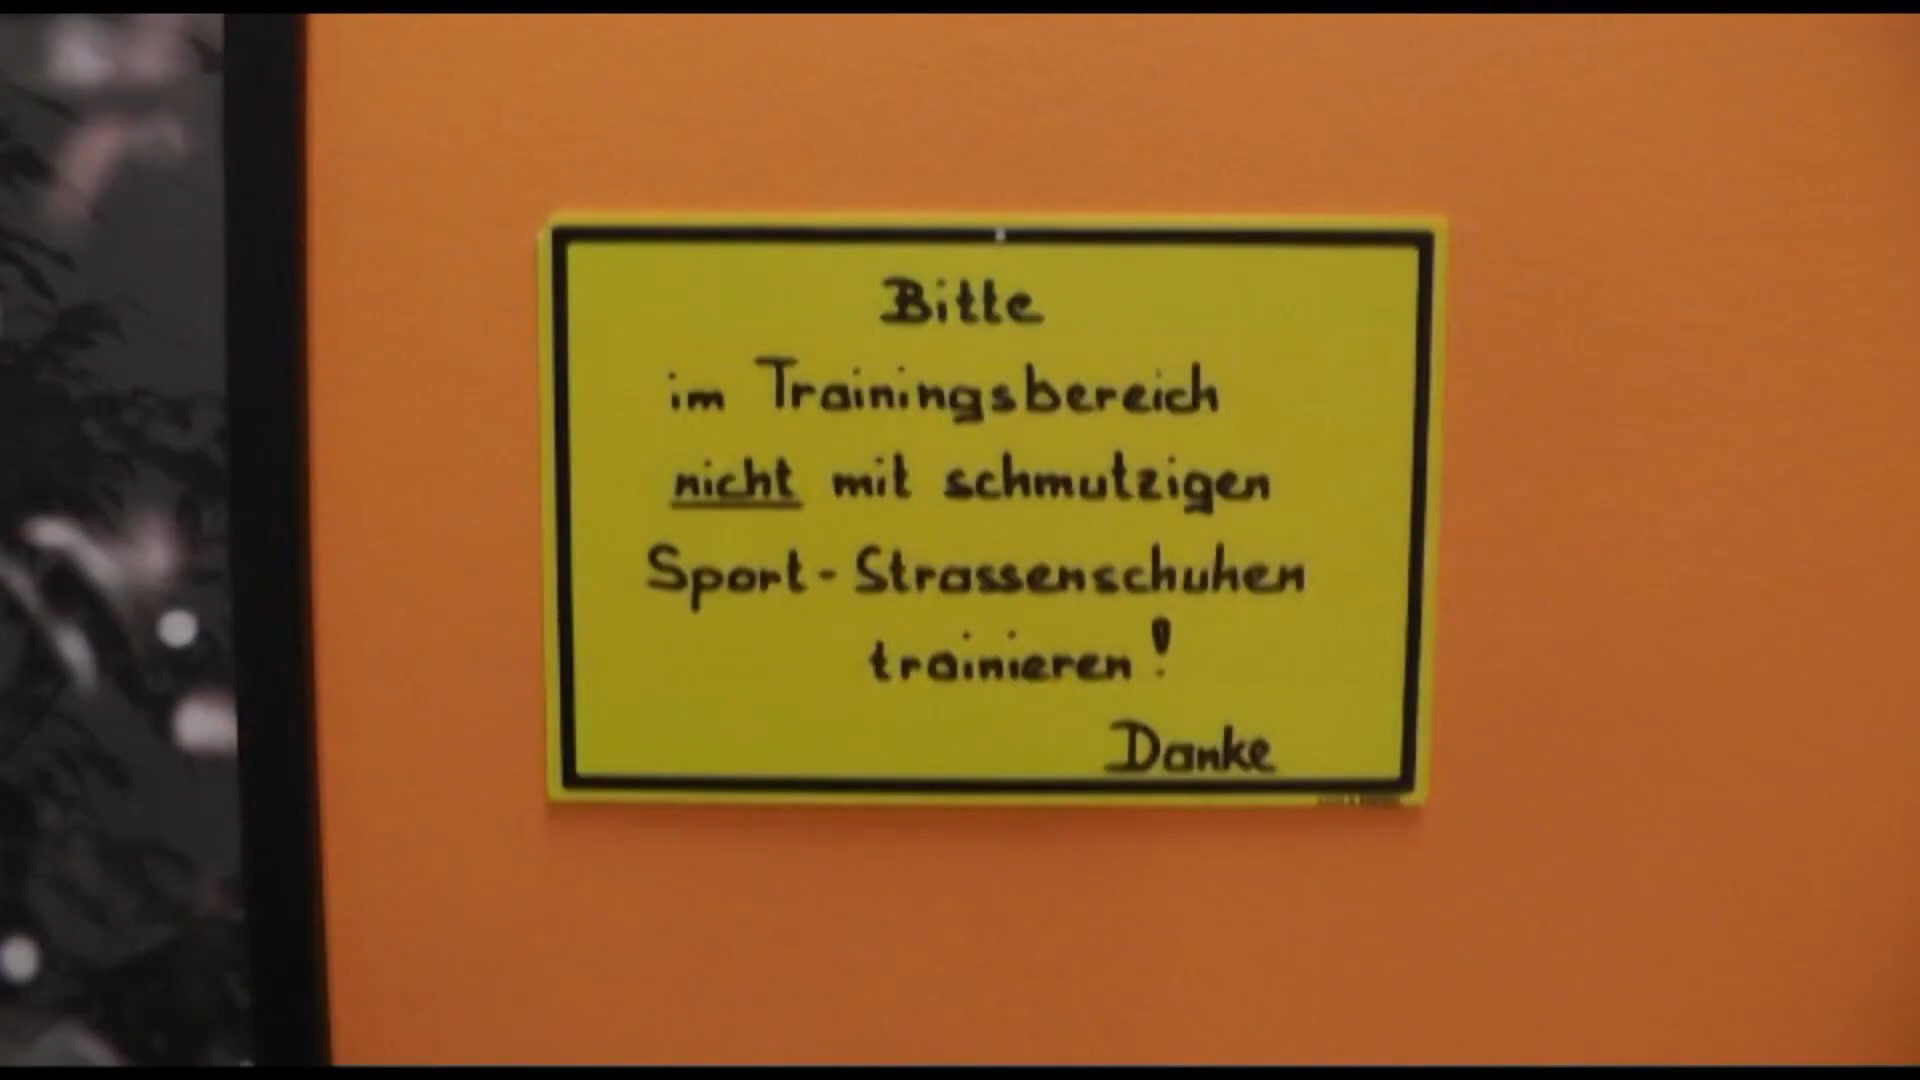 Bitte
im Trainingsbereich
nicht mit schmutzigen
Sport-Strassenschuhen
trainieren!
Danke